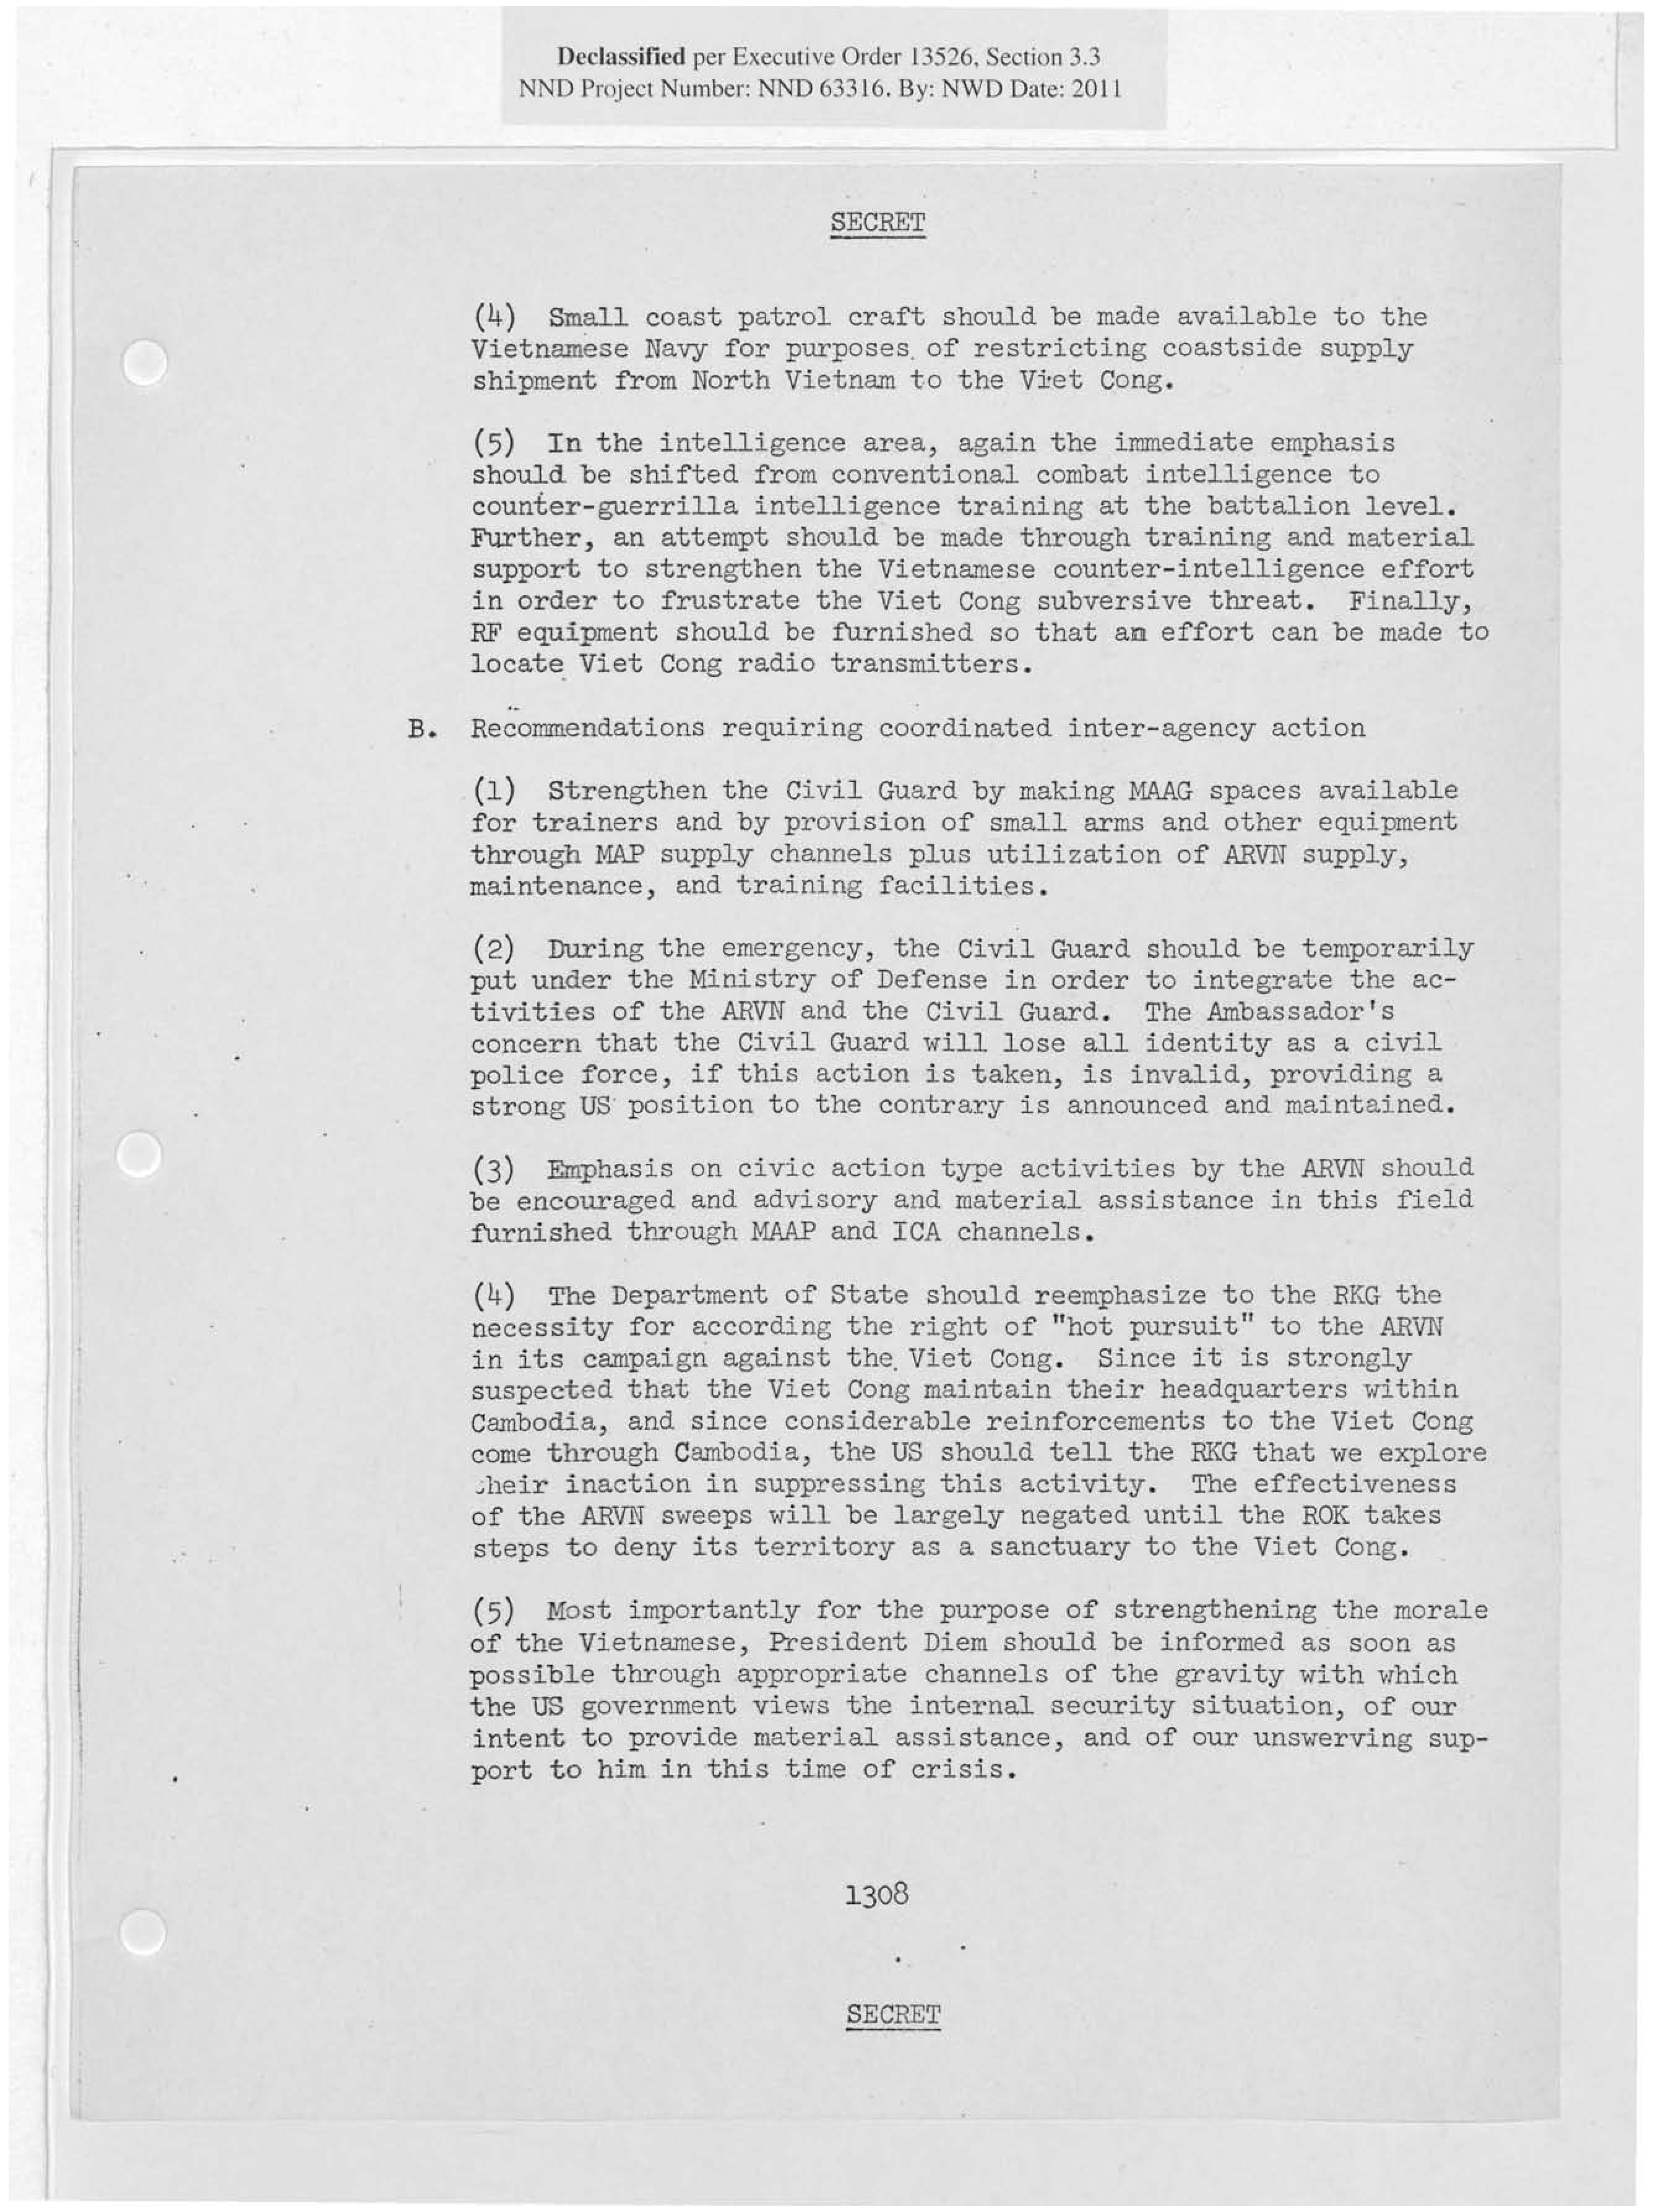 Declassified per Executive Order 13526, Section 3.3
NND Project Number: NND 63316. By: NWD Date: 2011
SECRET
(4) Small coast patrol craft should be made available to the
Vietnamese Navy for purposes of restricting coastside supply
shipment from North Vietnam to the Viet Cong.
(5) In the intelligence area, again the immediate emphasis
should be shifted from conventional combat intelligence to
counter-guerrilla intelligence training at the battalion level.
Further, an attempt should be made through training and material
support to strengthen the Vietnamese counter-intelligence effort
in order to frustrate the Viet Cong subversive threat. Finally,
RF equipment should be furnished so that an effort can be made to
locate Viet Cong radio transmitters.
B. Recommendations requiring coordinated inter-agency action
(1) Strengthen the Civil Guard by making MAAG spaces available
for trainers and by provision of small arms and other equipment
through MAP supply channels plus utilization of ARVN supply,
maintenance, and training facilities.
(2) During the emergency, the Civil Guard should be temporarily
put under the Ministry of Defense in order to integrate the ac-
tivities of the ARVN and the Civil Guard. The Ambassador's
concern that the Civil Guard will lose all identity as a civil
police force, if this action is taken, is invalid, providing a
strong US position to the contrary is announced and maintained.
(3) Emphasis on civic action type activities by the ARVN should
be encouraged and advisory and material assistance in this field
furnished through MAAP and ICA channels.
(4) The Department of State should reemphasize to the RKG the
necessity for according the right of "hot pursuit" to the ARVN
in its campaign against the Viet Cong. Since it is strongly
suspected that the Viet Cong maintain their headquarters within
Cambodia, and since considerable reinforcements to the Viet Cong
come through Cambodia, the US should tell the RKG that we explore
their inaction in suppressing this activity. The effectiveness
of the ARVN sweeps will be largely negated until the ROK takes
steps to deny its territory as a sanctuary to the Viet Cong.
(5) Most importantly for the purpose of strengthening the morale
of the Vietnamese, President Diem should be informed as soon as
possible through appropriate channels of the gravity with which
the US government views the internal security situation, of our
intent to provide material assistance, and of our unswerving sup-
port to him in this time of crisis.
1308
SECRET